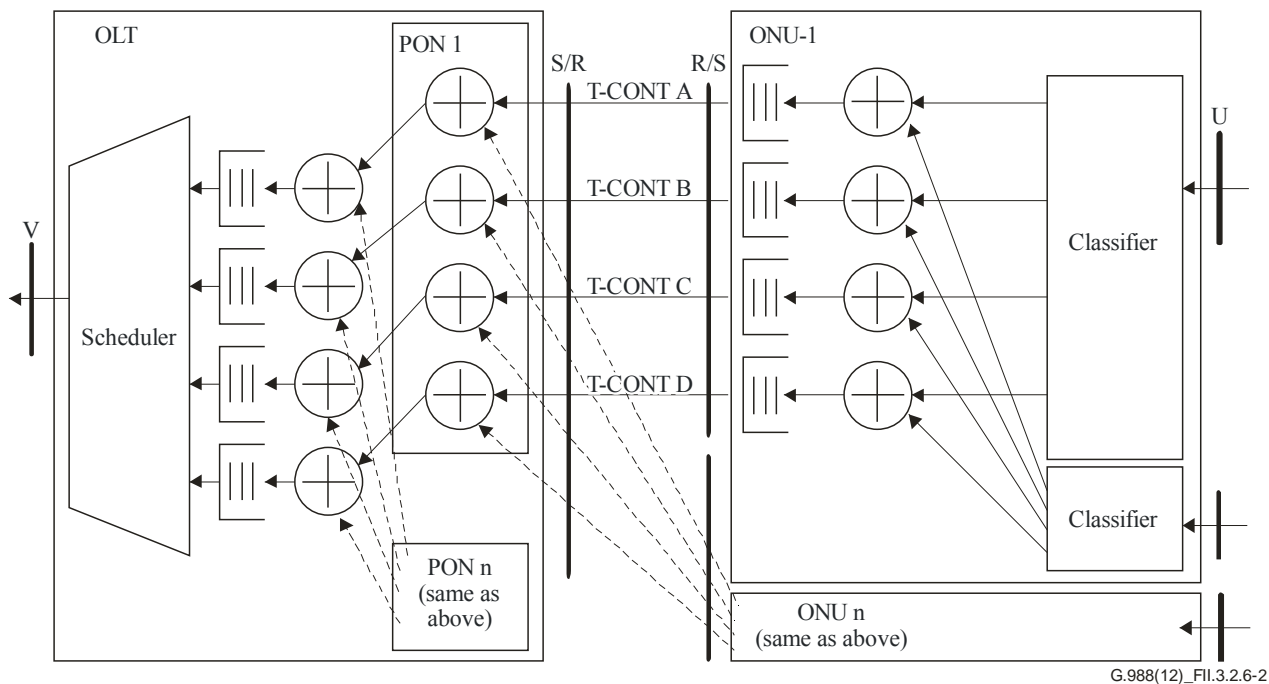 OLT
PON 1
S/R
R/S
ONU-1
T-CONT A
U
T-CONT B
V
Classifier
T-CONT C
Scheduler
T-CONT D
Classifier
PON n
(same as
above)
ONU n
(same as above)
G.988(12)_FII.3.2.6-2